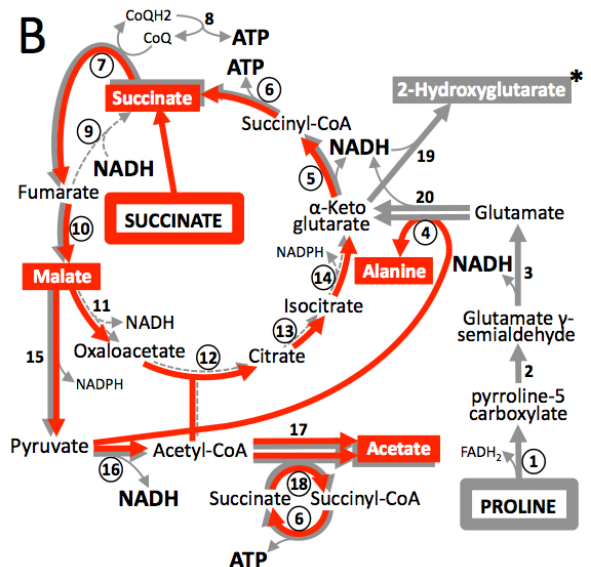 B
CoQH2
8
CoQ
ATP
7
ATP
6
Succinate
2-Hydroxyglutarate*
Succinyl-CoA
9
NADH
19
NADH
5
20
Fumarate
SUCCINATE
α-Keto
glutarate
Glutamate
10
4
NADPH
NADH
Malate
Alanine
14
3
11
NADH
Isocitrate
Glutamate γ-
semialdehyde
13
Oxaloacetate
12
Citrate
15
2
NADPH
pyrroline-5
carboxylate
17
Pyruvate
Acetyl-CoA
Acetate
FADH2
1
16
18
NADH
Succinate
Succinyl-CoA
PROLINE
6
ATP